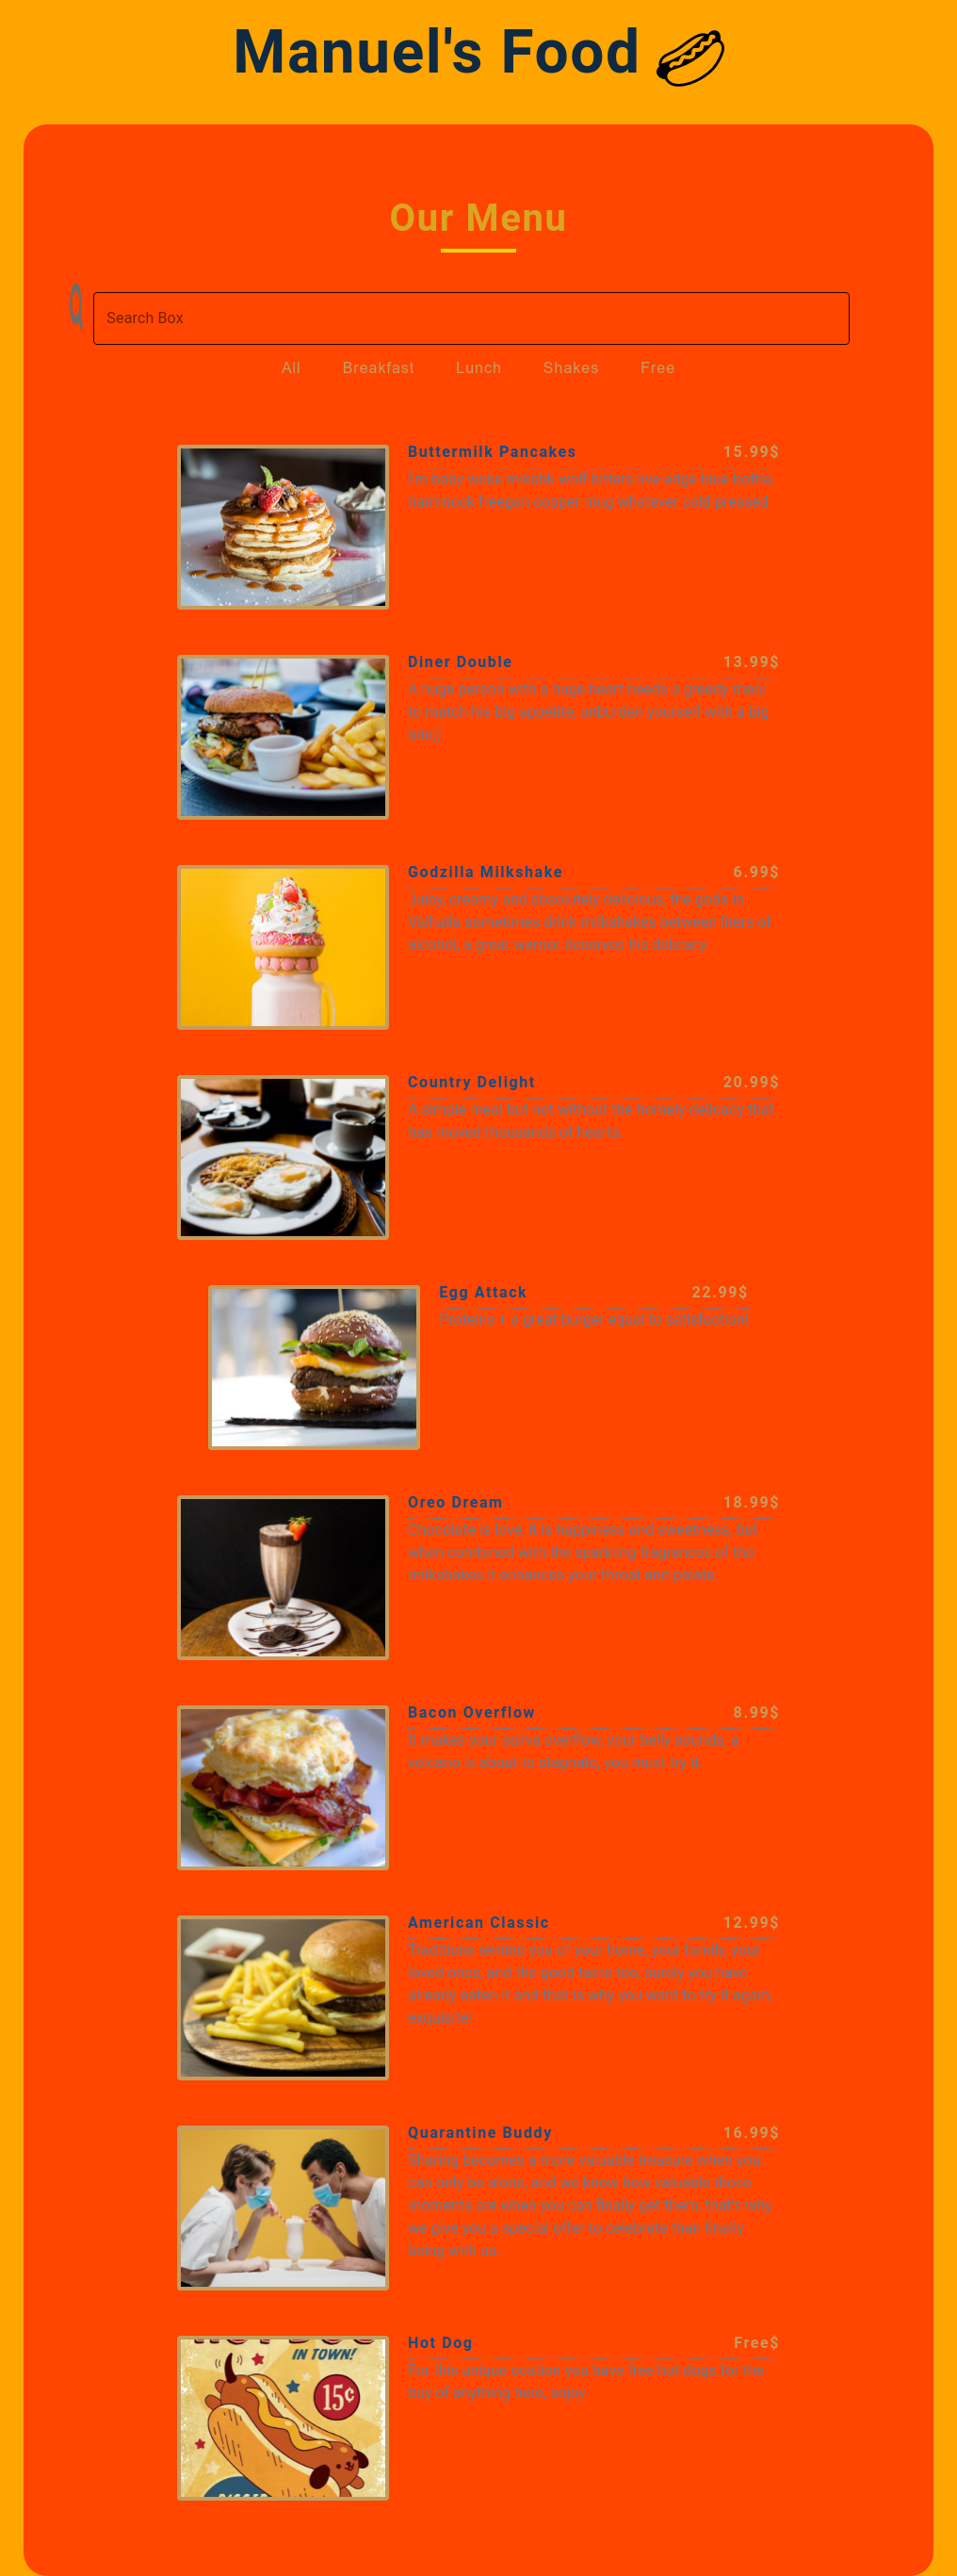 Manuel's Food
Our Menu
Search Box
All Breakfast Lunch Shakes Free
Buttermilk Pancakes 15.99$
I'm baby woke mlkshk wolf bitters live-edge blue bottle,
hammock freegan copper mug whatever cold-pressed
Diner Double 13.99$
A huge person with a huge heart needs a greedy meal
to match his big appetite, unburden yourself with a big
bite;)
Godzilla Milkshake 6.99$
Juicy, creamy and absolutely delicious, the gods in
Valhalla sometimes drink milkshakes between liters of
alcohol, a great warrior deserves his delicacy
Country Delight 20.99$
A simple meal but not without the homely delicacy that
has moved thousands of hearts.
Egg Attack 22.99$
Proteins + a great burger equal to satisfaction!
Oreo Dream 18.99$
Chocolate is love, it is happiness and sweetness, but
when combined with the sparkling fragrances of the
milkshakes it enhances your throat and palate.
Bacon Overflow 8.99$
It makes your saliva overflow, your belly sounds, a
volcano is about to stagnate, you must try it.
American Classic 12.99$
Traditions remind you of your home, your family, your
loved ones, and the good taste too, surely you have
already eaten it and that is why you want to try it again,
exquisite!
Quarantine Buddy 16.99$
Sharing becomes a more valuable treasure when you
can only be alone, and we know how valuable those
moments are when you can finally get them, that's why
we give you a special offer to celebrate than finally
being with us.
Hot Dog Free$
IN TOWN!
15¢
For this unique ocation you have free hot dogs for the
buy of anything here, enjoy